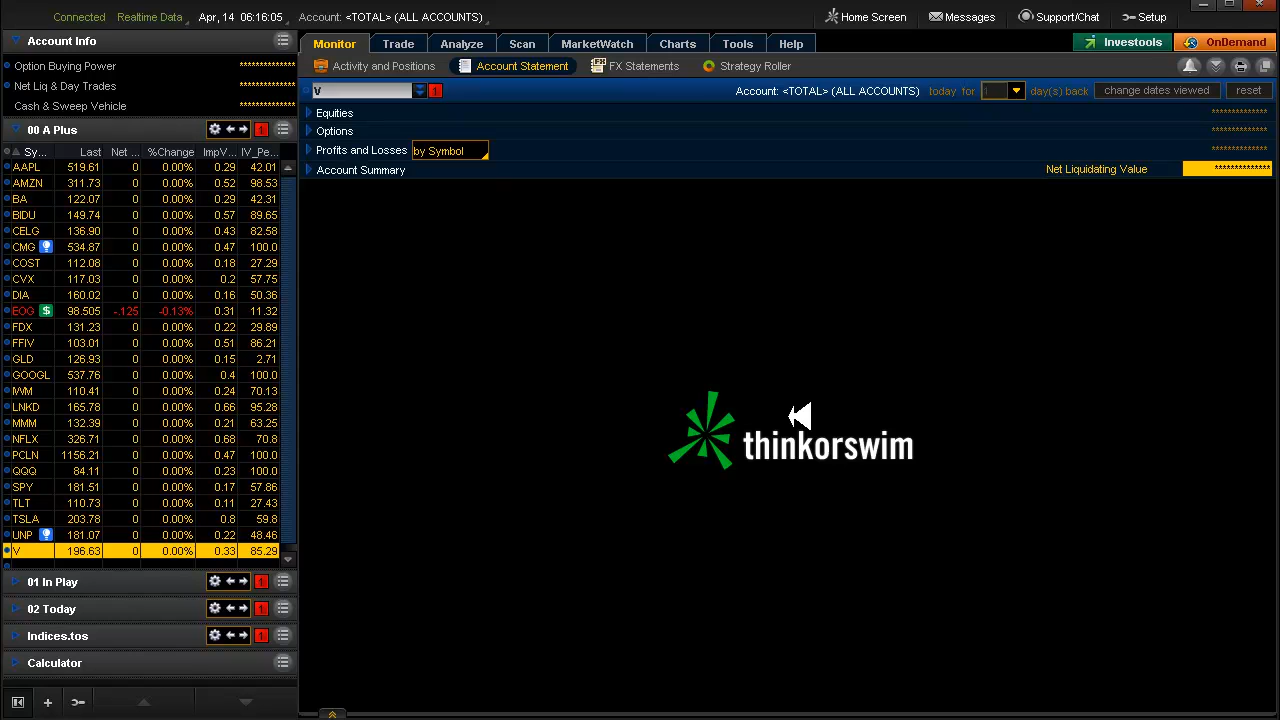 Connected Realtime Data Apr, 14 06:16:05 Account: <TOTAL> (ALL ACCOUNTS) Home Screen Messages Support/Chat Setup
Account Info
Option Buying Power **************
Net Liq & Day Trades **************
Cash & Sweep Vehicle **************
Monitor Trade Analyze Scan MarketWatch Charts Tools Help Investools OnDemand
Activity and Positions Account Statement FX Statements Strategy Roller
V 1 Account: <TOTAL> (ALL ACCOUNTS) today for 1 day(s) back change dates viewed reset
Equities **************
Options **************
Profits and Losses by Symbol **************
Account Summary Net Liquidating Value **************
00 A Plus 1
Sy... Last Net ... %Change ImpV... IV_Pe...
AAPL 519.61 0 0.00% 0.29 42.01
AMZN 311.73 0 0.00% 0.52 98.53
BA 122.07 0 0.00% 0.29 42.31
BIDU 149.74 0 0.00% 0.57 89.65
CELG 136.90 0 0.00% 0.43 82.58
CMG 534.87 0 0.00% 0.47 100.0
COST 112.08 0 0.00% 0.18 27.29
CVX 117.03 0 0.00% 0.2 57.75
DIA 160.02 0 0.00% 0.16 50.36
EOG $ 98.505 -.125 -0.13% 0.31 11.32
FDX 131.23 0 0.00% 0.22 29.89
FFIV 103.01 0 0.00% 0.51 86.21
GLD 126.93 0 0.00% 0.15 2.71
GOOGL 537.76 0 0.00% 0.4 100.0
IWM 110.41 0 0.00% 0.24 70.13
LNKD 165.78 0 0.00% 0.66 95.28
132.35 0 0.00% 0.21 63.25
326.71 0 0.00% 0.68 100.0
PCLN 1156.21 0 0.00% 0.47 100.0
84.11 0 0.00% 0.23 100.0
SPY 181.51 0 0.00% 0.17 57.86
TLT 110.73 0 0.00% 0.11 27.43
TSLA 203.78 0 0.00% 0.8 59.8
UNP 181.07 0 0.00% 0.22 48.46
V 196.63 0 0.00% 0.33 85.29
thinkorswim
01 In Play 1
02 Today 1
Indices.tos 1
Calculator